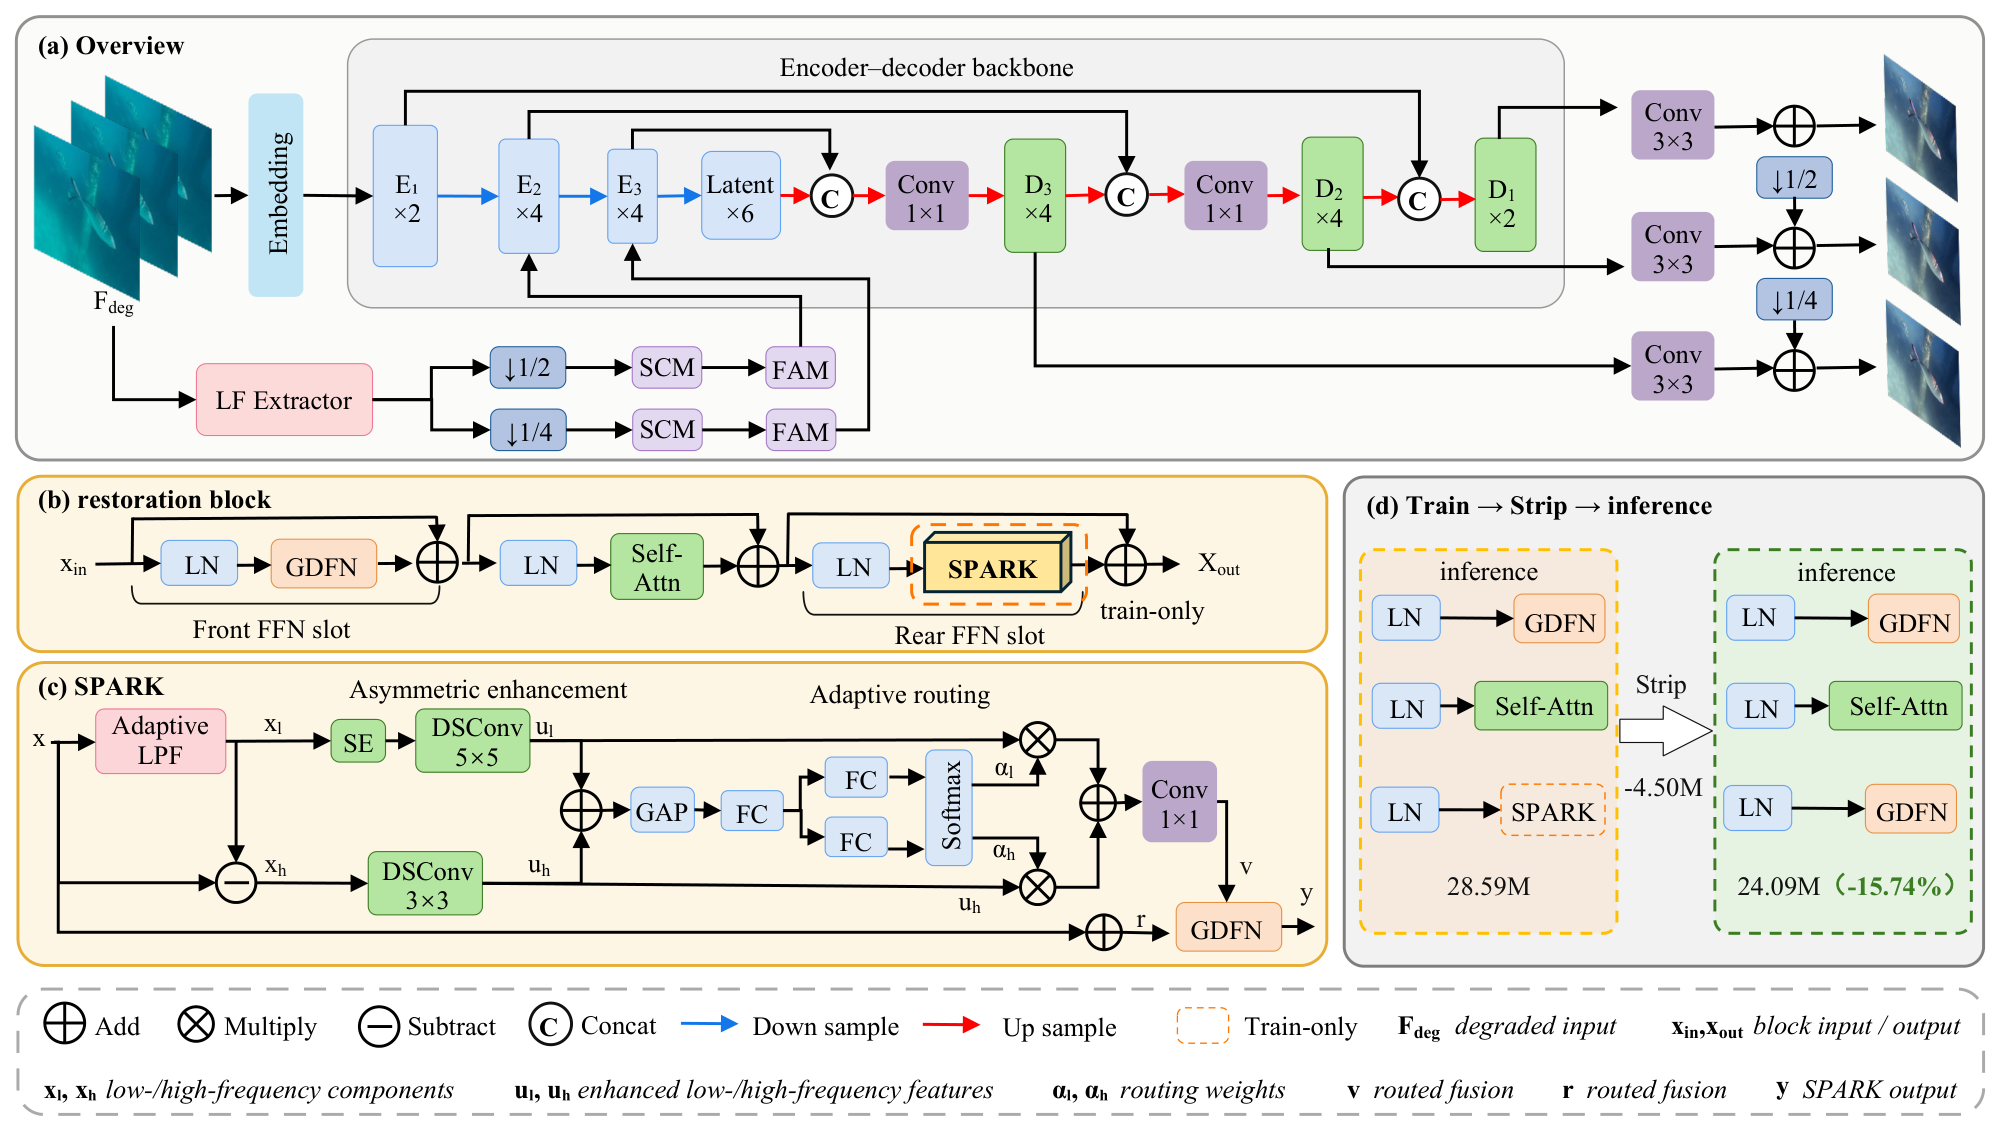 (a) Overview
Encoder–decoder backbone
Embedding
E₁
×2
E₂
×4
E₃
×4
Latent
×6
C
Conv
1×1
D₃
×4
C
Conv
1×1
D₂
×4
C
D₁
×2
Conv
3×3
↓1/2
Conv
3×3
↓1/4
Conv
3×3
F_deg
LF Extractor
↓1/2
SCM
FAM
↓1/4
SCM
FAM
(b) restoration block
x_in
LN
GDFN
LN
Self-
Attn
LN
SPARK
X_out
train-only
Front FFN slot
Rear FFN slot
(c) SPARK
Asymmetric enhancement
Adaptive routing
x
Adaptive
LPF
x_l
SE
DSConv
5×5
u_l
GAP
FC
FC
FC
Softmax
α_l
α_h
Conv
1×1
x_h
DSConv
3×3
u_h
u_h
v
r
GDFN
y
(d) Train → Strip → inference
inference
LN
GDFN
LN
Self-Attn
LN
SPARK
28.59M
Strip
-4.50M
inference
LN
GDFN
LN
Self-Attn
LN
GDFN
24.09M（-15.74%）
Add
Multiply
Subtract
C Concat
Down sample
Up sample
Train-only
F_deg degraded input
x_in,x_out block input / output
x_l, x_h low-/high-frequency components
u_l, u_h enhanced low-/high-frequency features
α_l, α_h routing weights
v routed fusion
r routed fusion
y SPARK output